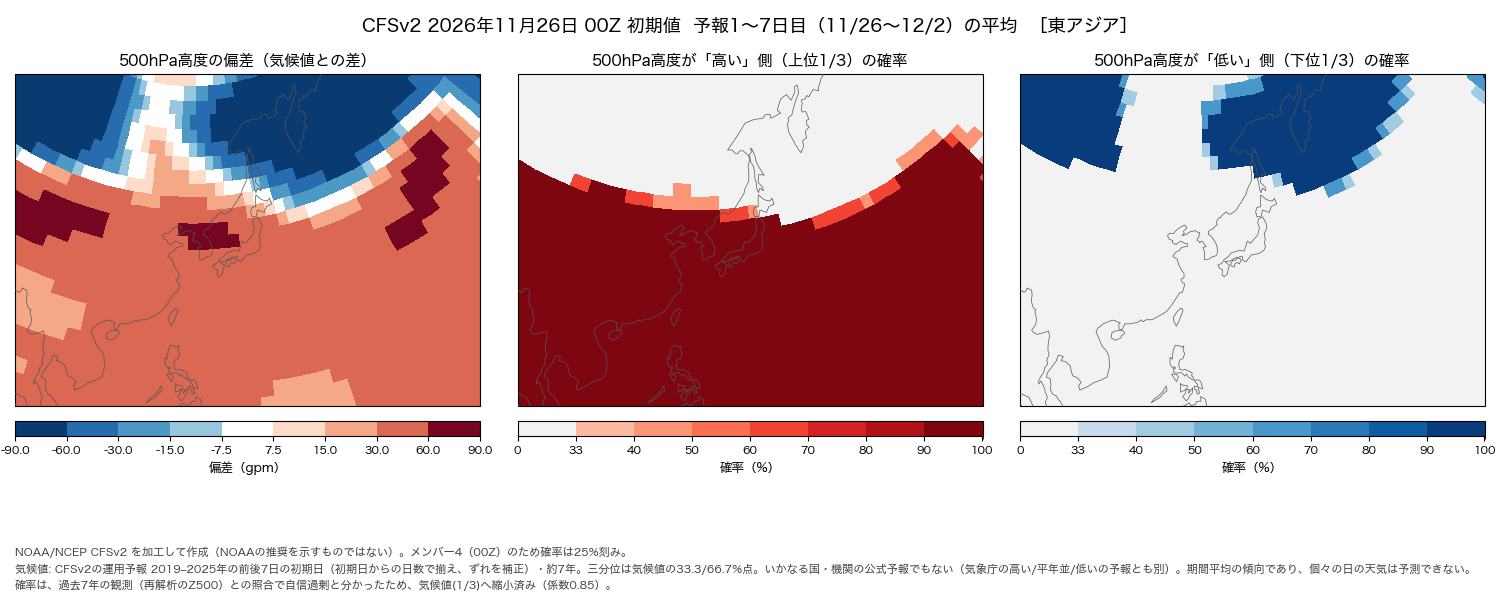 CFSv2 2026年11月26日 00Z 初期値 予報1〜7日目（11/26〜12/2）の平均 ［東アジア］
500hPa高度の偏差（気候値との差）
500hPa高度が「高い」側（上位1/3）の確率
500hPa高度が「低い」側（下位1/3）の確率
-90.0 -60.0 -30.0 -15.0 -7.5 7.5 15.0 30.0 60.0 90.0
偏差（gpm）
0 33 40 50 60 70 80 90 100
確率（%）
0 33 40 50 60 70 80 90 100
確率（%）
NOAA/NCEP CFSv2 を加工して作成（NOAAの推奨を示すものではない）。メンバー4（00Z）のため確率は25%刻み。
気候値: CFSv2の運用予報 2019–2025年の前後7日の初期日（初期日からの日数で揃え、ずれを補正）・約7年。三分位は気候値の33.3/66.7%点。いかなる国・機関の公式予報でもない（気象庁の高い/平年並/低いの予報とも別）。期間平均の傾向であり、個々の日の天気は予測できない。
確率は、過去7年の観測（再解析のZ500）との照合で自信過剰と分かったため、気候値(1/3)へ縮小済み（係数0.85）。